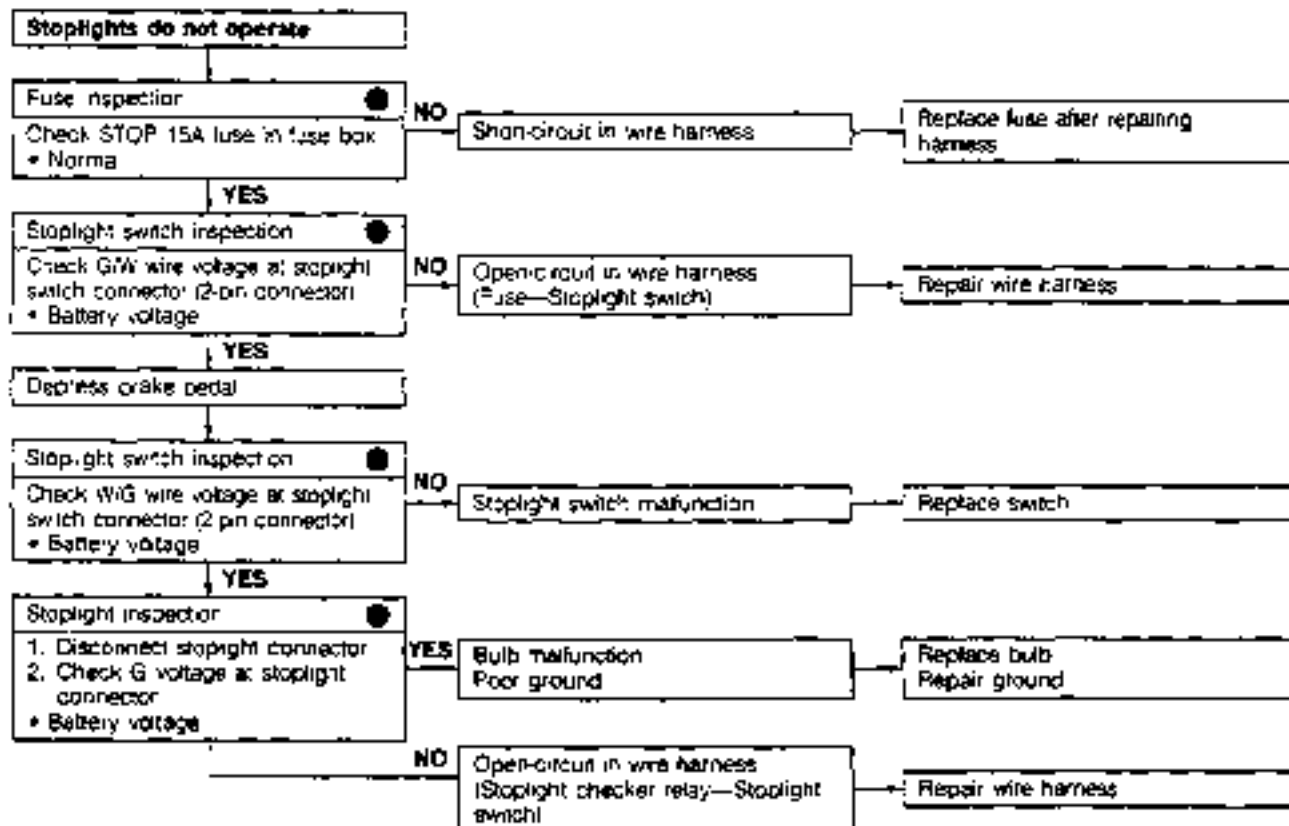 Stoplights do not operate
Fuse inspection
Check STOP 15A fuse in fuse box
• Norma
NO
Short-circuit in wire harness
Replace fuse after repairing
harness
YES
Stoplight switch inspection
Check G/W wire voltage at stoplight
switch connector (2-pin connector)
• Battery voltage
NO
Open-circuit in wire harness
(Fuse—Stoplight switch)
Repair wire harness
YES
Depress brake pedal
Stoplight switch inspection
Check W/G wire voltage at stoplight
switch connector (2 pin connector)
• Battery voltage
NO
Stoplight switch malfunction
Replace switch
YES
Stoplight inspection
1. Disconnect stoplight connector
2. Check G voltage at stoplight
connector
• Battery voltage
YES
Bulb malfunction
Poor ground
Replace bulb
Repair ground
NO
Open-circuit in wire harness
(Stoplight checker relay—Stoplight
switch)
Repair wire harness